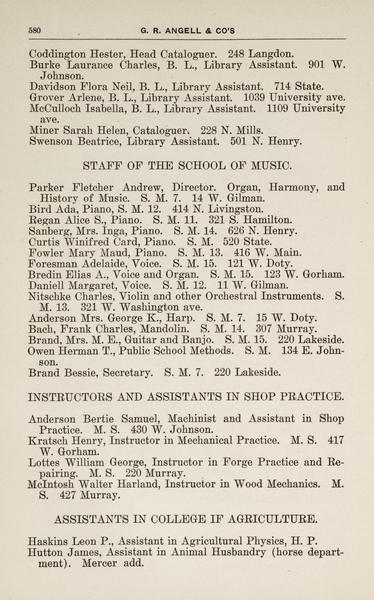 580 G. R. ANGELL & CO'S
Coddington Hester, Head Cataloguer. 248 Langdon.
Burke Laurance Charles, B. L., Library Assistant. 901 W.
Johnson.
Davidson Flora Neil, B. L., Library Assistant. 714 State.
Grover Arlene, B. L., Library Assistant. 1039 University ave.
McCulloch Isabella, B. L., Library Assistant. 1109 University
ave.
Miner Sarah Helen, Cataloguer. 228 N. Mills.
Swenson Beatrice, Library Assistant. 501 N. Henry.
STAFF OF THE SCHOOL OF MUSIC.
Parker Fletcher Andrew, Director. Organ, Harmony, and
History of Music. S. M. 7. 14 W. Gilman.
Bird Ada, Piano, S. M. 12. 414 N. Livingston.
Regan Alice S., Piano. S. M. 11. 321 S. Hamilton.
Sanberg, Mrs. Inga, Piano. S. M. 14. 626 N. Henry.
Curtis Winifred Card, Piano. S. M. 520 State.
Fowler Mary Maud, Piano. S. M. 13. 416 W. Main.
Foresman Adelaide, Voice. S. M. 15. 121 W. Doty.
Bredin Elias A., Voice and Organ. S. M. 15. 123 W. Gorham.
Daniell Margaret, Voice. S. M. 12. 11 W. Gilman.
Nitschke Charles, Violin and other Orchestral Instruments. S.
M. 13. 321 W. Washington ave.
Anderson Mrs. George K., Harp. S. M. 7. 15 W. Doty.
Bach, Frank Charles, Mandolin. S. M. 14. 307 Murray.
Brand, Mrs. M. E., Guitar and Banjo. S. M. 15. 220 Lakeside.
Owen Herman T., Public School Methods. S. M. 134 E. John-
son.
Brand Bessie, Secretary. S. M. 7. 220 Lakeside.
INSTRUCTORS AND ASSISTANTS IN SHOP PRACTICE.
Anderson Bertie Samuel, Machinist and Assistant in Shop
Practice. M. S. 430 W. Johnson.
Kratsch Henry, Instructor in Mechanical Practice. M. S. 417
W. Gorham.
Lottes William George, Instructor in Forge Practice and Re-
pairing. M. S. 220 Murray.
McIntosh Walter Harland, Instructor in Wood Mechanics. M.
S. 427 Murray.
ASSISTANTS IN COLLEGE IF AGRICULTURE.
Haskins Leon P., Assistant in Agricultural Physics, H. P.
Hutton James, Assistant in Animal Husbandry (horse depart-
ment). Mercer add.